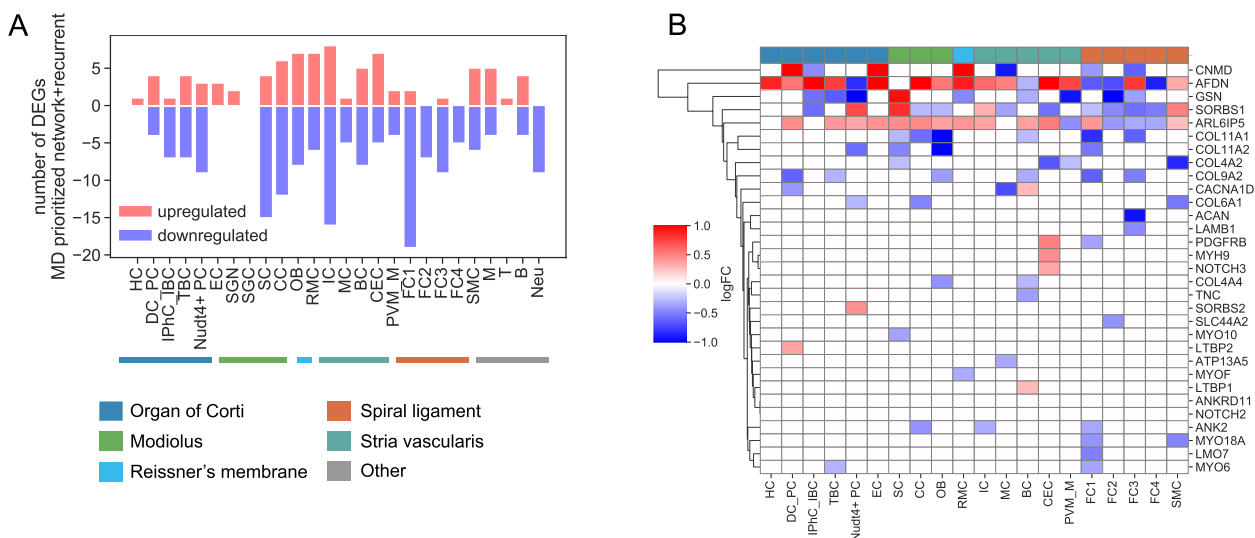 A
number of DEGs
MD prioritized network+recurrent
5
0
−5
−10
−15
−20
upregulated
downregulated
HC
DC_PC
IPhC_TBC
TBC
Nudt4+ PC
EC
SGN
SGC
SC
CC
OB
RMC
IC
MC
BC
CEC
PVM_M
FC1
FC2
FC3
FC4
SMC
M
T
B
Neu
Organ of Corti
Modiolus
Reissner's membrane
Spiral ligament
Stria vascularis
Other
B
1.0
0.5
0.0
−0.5
−1.0
logFC
CNMD
AFDN
GSN
SORBS1
ARL6IP5
COL11A1
COL11A2
COL4A2
COL9A2
CACNA1D
COL6A1
ACAN
LAMB1
PDGFRB
MYH9
NOTCH3
COL4A4
TNC
SORBS2
SLC44A2
MYO10
LTBP2
ATP13A5
MYOF
LTBP1
ANKRD11
NOTCH2
ANK2
MYO18A
LMO7
MYO6
HC
DC_PC
IPhC_IBC
TBC
Nudt4+ PC
EC
SC
CC
OB
RMC
IC
MC
BC
CEC
PVM_M
FC1
FC2
FC3
FC4
SMC